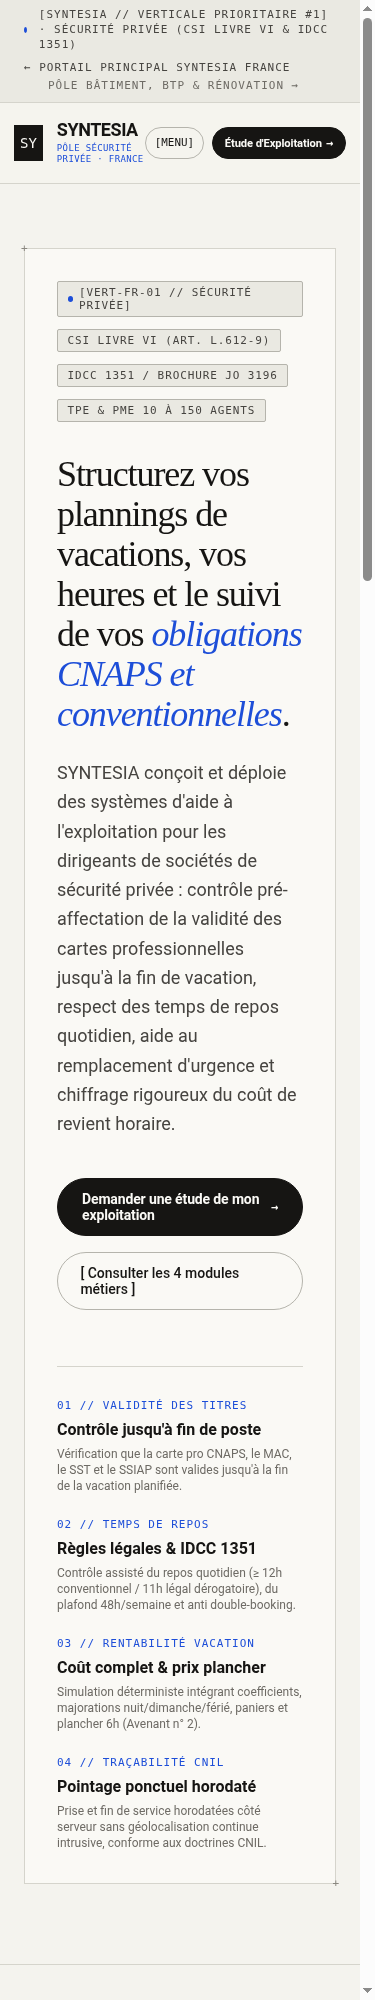 [SYNTESIA // VERTICALE PRIORITAIRE #1]
· SÉCURITÉ PRIVÉE (CSI LIVRE VI & IDCC
1351)
← PORTAIL PRINCIPAL SYNTESIA FRANCE
PÔLE BÂTIMENT, BTP & RÉNOVATION →
SY
SYNTESIA
PÔLE SÉCURITÉ
PRIVÉE · FRANCE
[MENU]
Étude d'Exploitation →
[VERT-FR-01 // SÉCURITÉ
PRIVÉE]
CSI LIVRE VI (ART. L.612-9)
IDCC 1351 / BROCHURE JO 3196
TPE & PME 10 À 150 AGENTS
Structurez vos
plannings de
vacations, vos
heures et le suivi
de vos obligations
CNAPS et
conventionnelles.
SYNTESIA conçoit et déploie
des systèmes d'aide à
l'exploitation pour les
dirigeants de sociétés de
sécurité privée : contrôle pré-
affectation de la validité des
cartes professionnelles
jusqu'à la fin de vacation,
respect des temps de repos
quotidien, aide au
remplacement d'urgence et
chiffrage rigoureux du coût de
revient horaire.
Demander une étude de mon
exploitation →
[ Consulter les 4 modules
métiers ]
01 // VALIDITÉ DES TITRES
Contrôle jusqu'à fin de poste
Vérification que la carte pro CNAPS, le MAC,
le SST et le SSIAP sont valides jusqu'à la fin
de la vacation planifiée.
02 // TEMPS DE REPOS
Règles légales & IDCC 1351
Contrôle assisté du repos quotidien (≥ 12h
conventionnel / 11h légal dérogatoire), du
plafond 48h/semaine et anti double-booking.
03 // RENTABILITÉ VACATION
Coût complet & prix plancher
Simulation déterministe intégrant coefficients,
majorations nuit/dimanche/férié, paniers et
plancher 6h (Avenant n° 2).
04 // TRAÇABILITÉ CNIL
Pointage ponctuel horodaté
Prise et fin de service horodatées côté
serveur sans géolocalisation continue
intrusive, conforme aux doctrines CNIL.